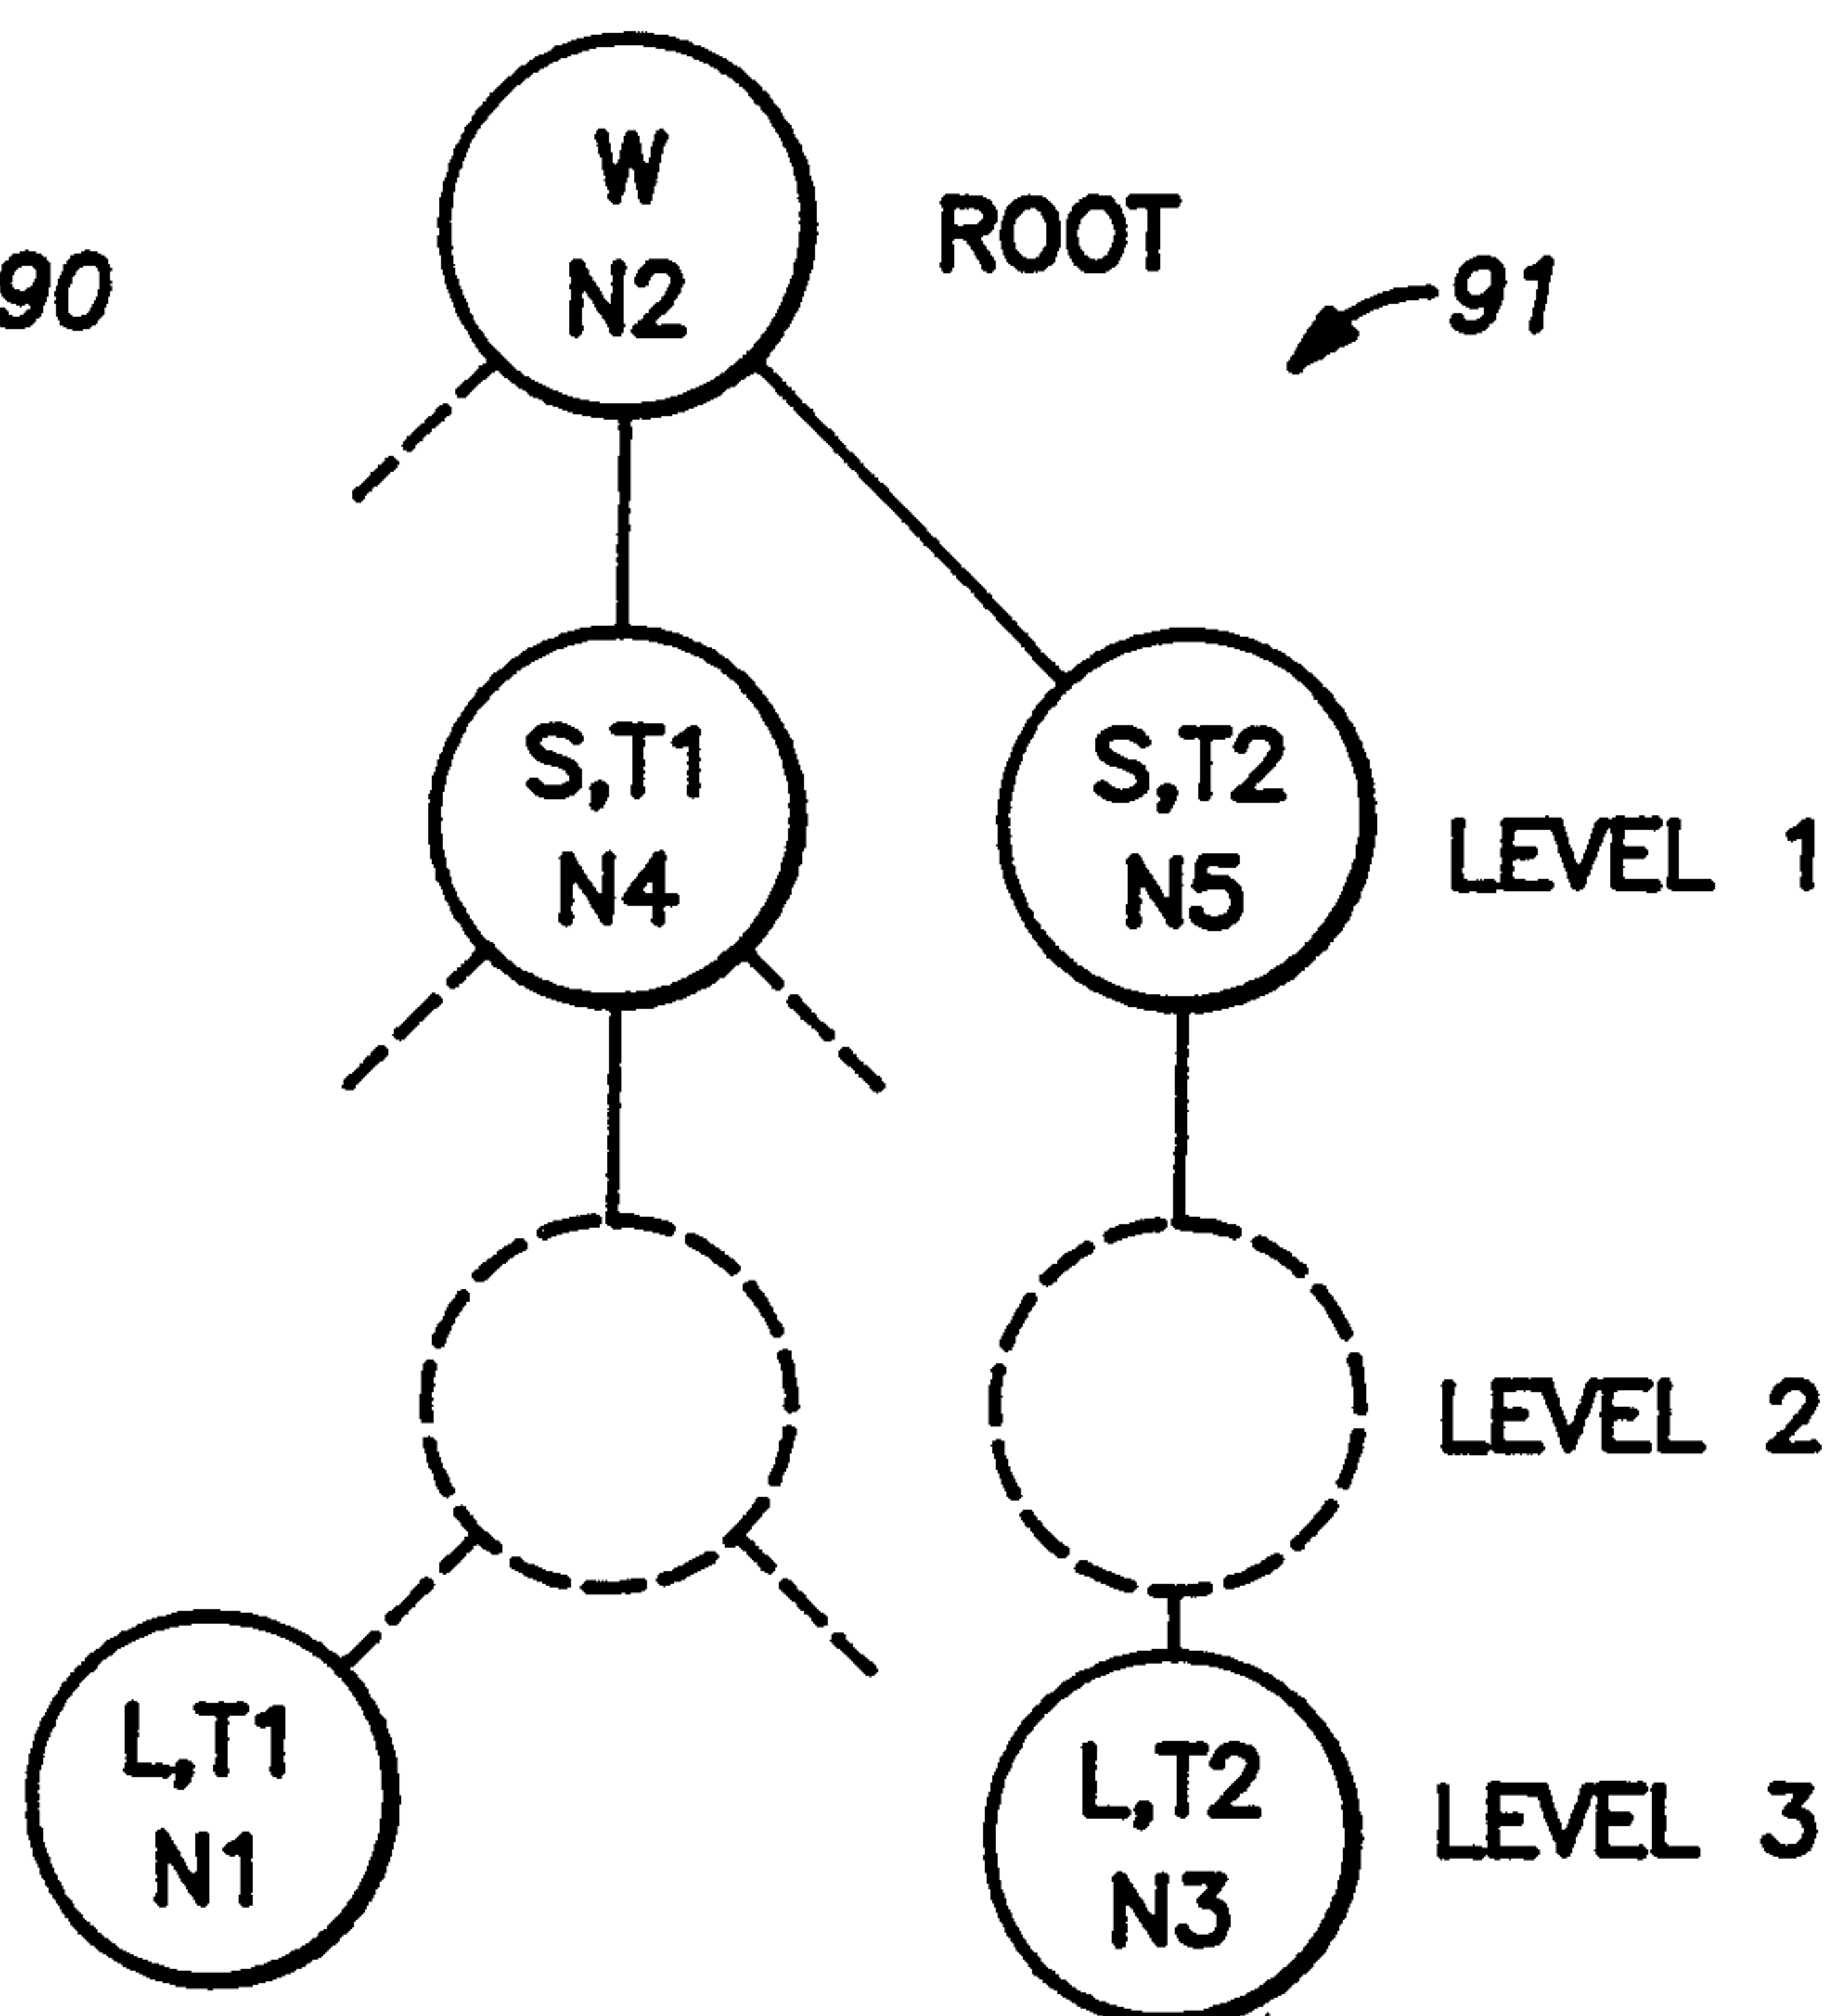 W
N2
ROOT
90
91
S,T1
N4
S,T2
N5
LEVEL 1
LEVEL 2
L,T1
N1
L,T2
N3
LEVEL 3